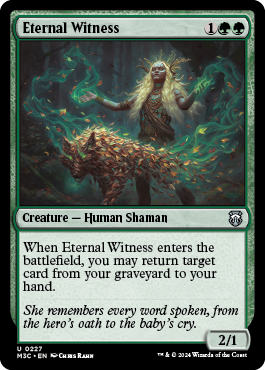 Eternal Witness 1
Creature — Human Shaman
When Eternal Witness enters the
battlefield, you may return target
card from your graveyard to your
hand.
She remembers every word spoken, from
the hero's oath to the baby's cry.
2/1
U 0227
M3C • EN Chris Rahn
™ & © 2024 Wizards of the Coast